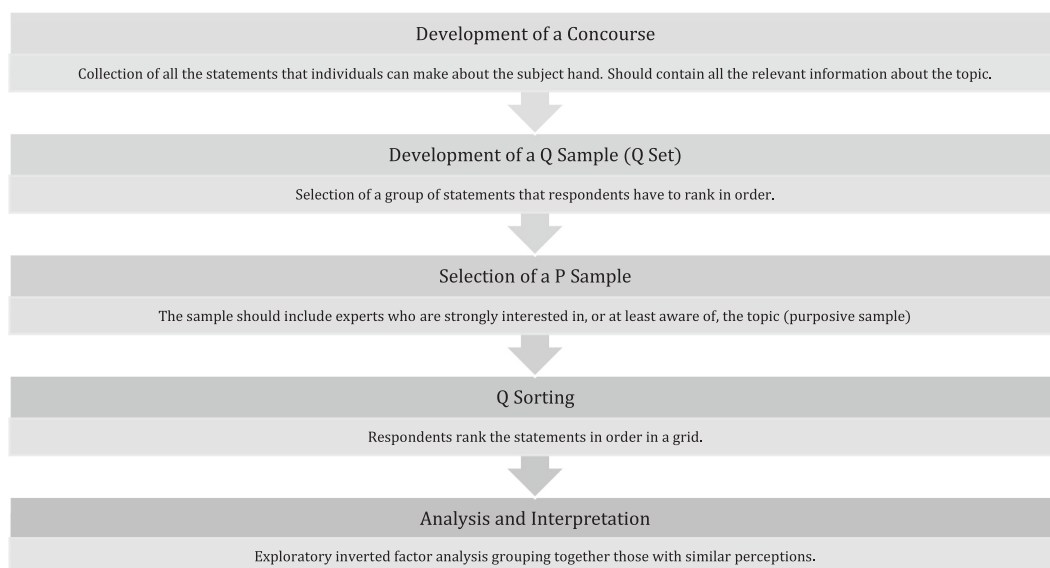 Development of a Concourse
Collection of all the statements that individuals can make about the subject hand. Should contain all the relevant information about the topic.
Development of a Q Sample (Q Set)
Selection of a group of statements that respondents have to rank in order.
Selection of a P Sample
The sample should include experts who are strongly interested in, or at least aware of, the topic (purposive sample)
Q Sorting
Respondents rank the statements in order in a grid.
Analysis and Interpretation
Exploratory inverted factor analysis grouping together those with similar perceptions.